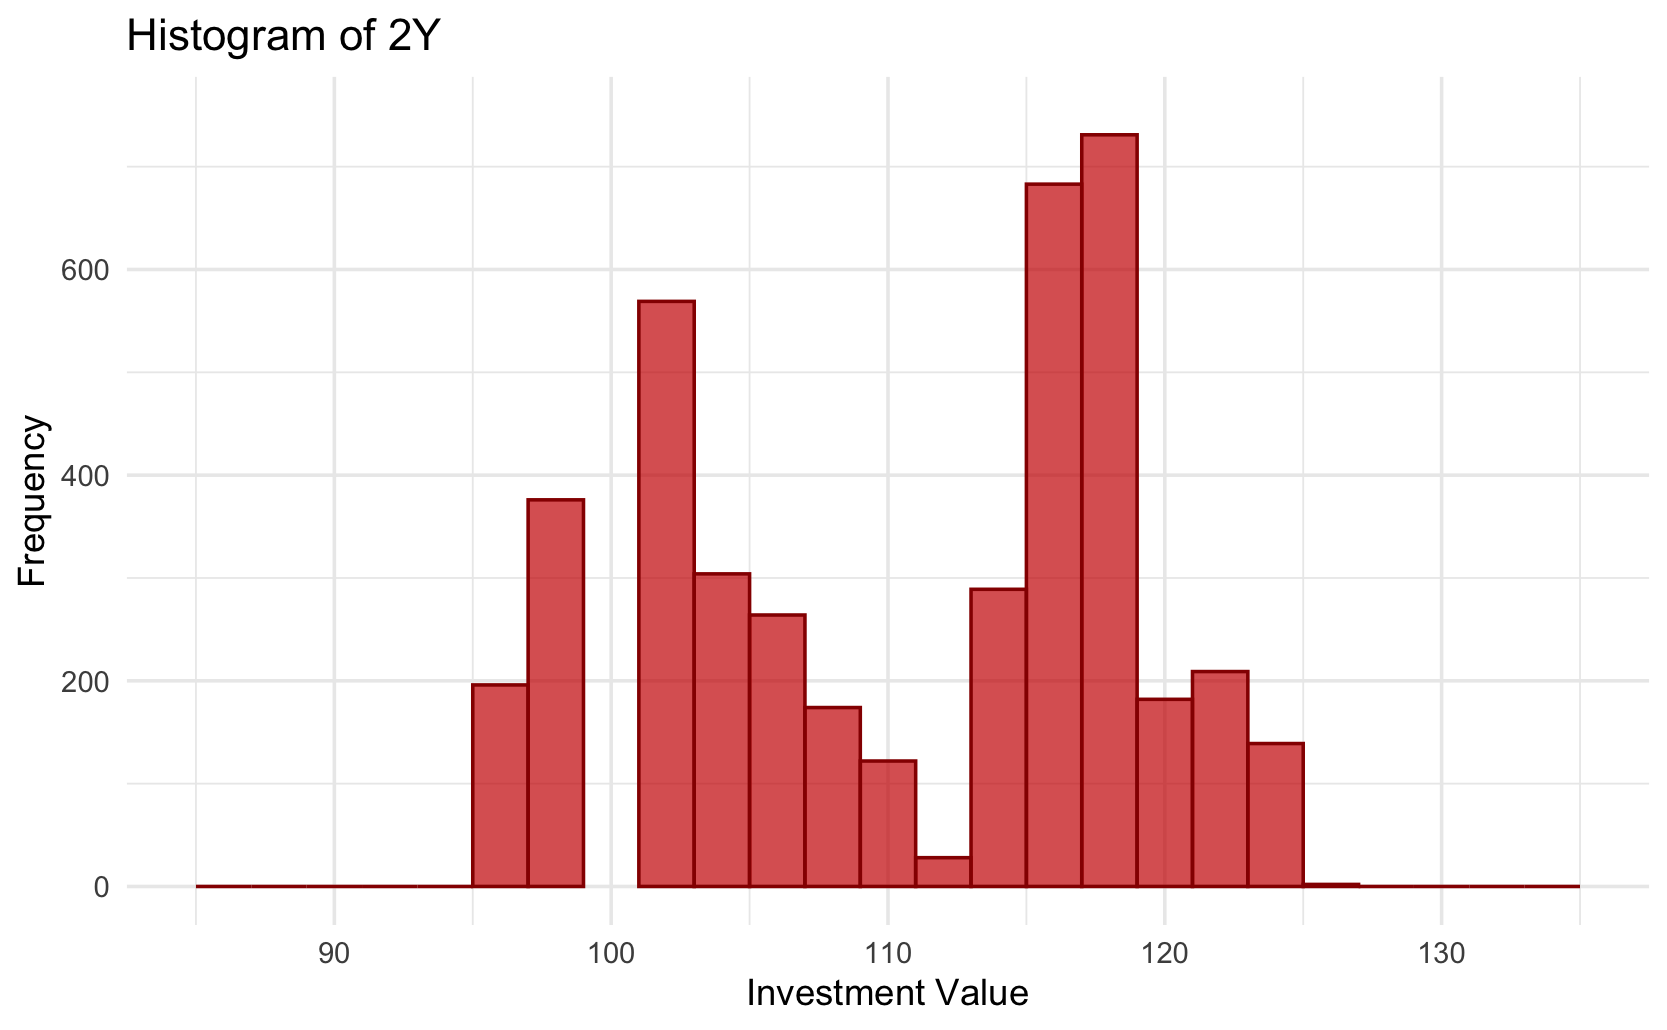 Histogram of 2Y
Frequency
600
400
200
0
90 100 110 120 130
Investment Value